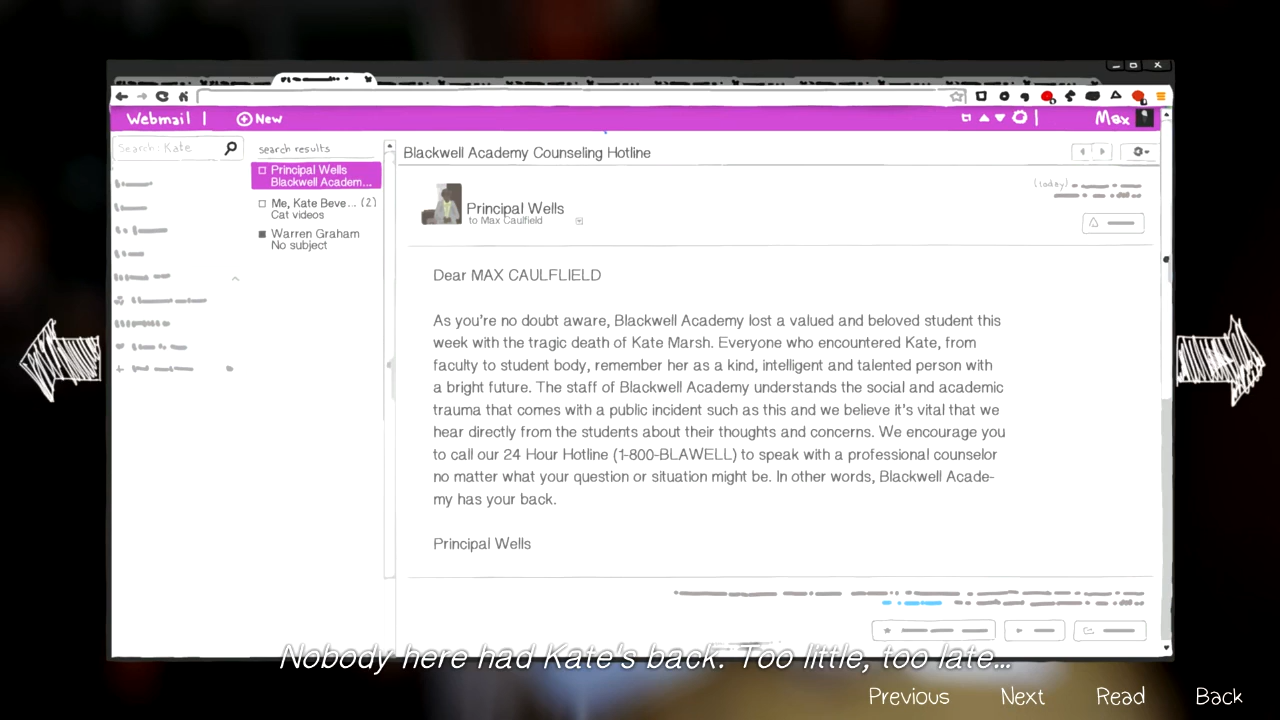 Webmail | New
Max
Search: Kate
search results
Principal Wells
Blackwell Academ...
Me, Kate Beve... (2)
Cat videos
Warren Graham
No subject
Blackwell Academy Counseling Hotline
(today)
Principal Wells
to Max Caulfield
Dear MAX CAULFLIELD
As you're no doubt aware, Blackwell Academy lost a valued and beloved student this
week with the tragic death of Kate Marsh. Everyone who encountered Kate, from
faculty to student body, remember her as a kind, intelligent and talented person with
a bright future. The staff of Blackwell Academy understands the social and academic
trauma that comes with a public incident such as this and we believe it's vital that we
hear directly from the students about their thoughts and concerns. We encourage you
to call our 24 Hour Hotline (1-800-BLAWELL) to speak with a professional counselor
no matter what your question or situation might be. In other words, Blackwell Acade-
my has your back.
Principal Wells
Nobody here had Kate's back. Too little, too late...
Previous Next Read Back